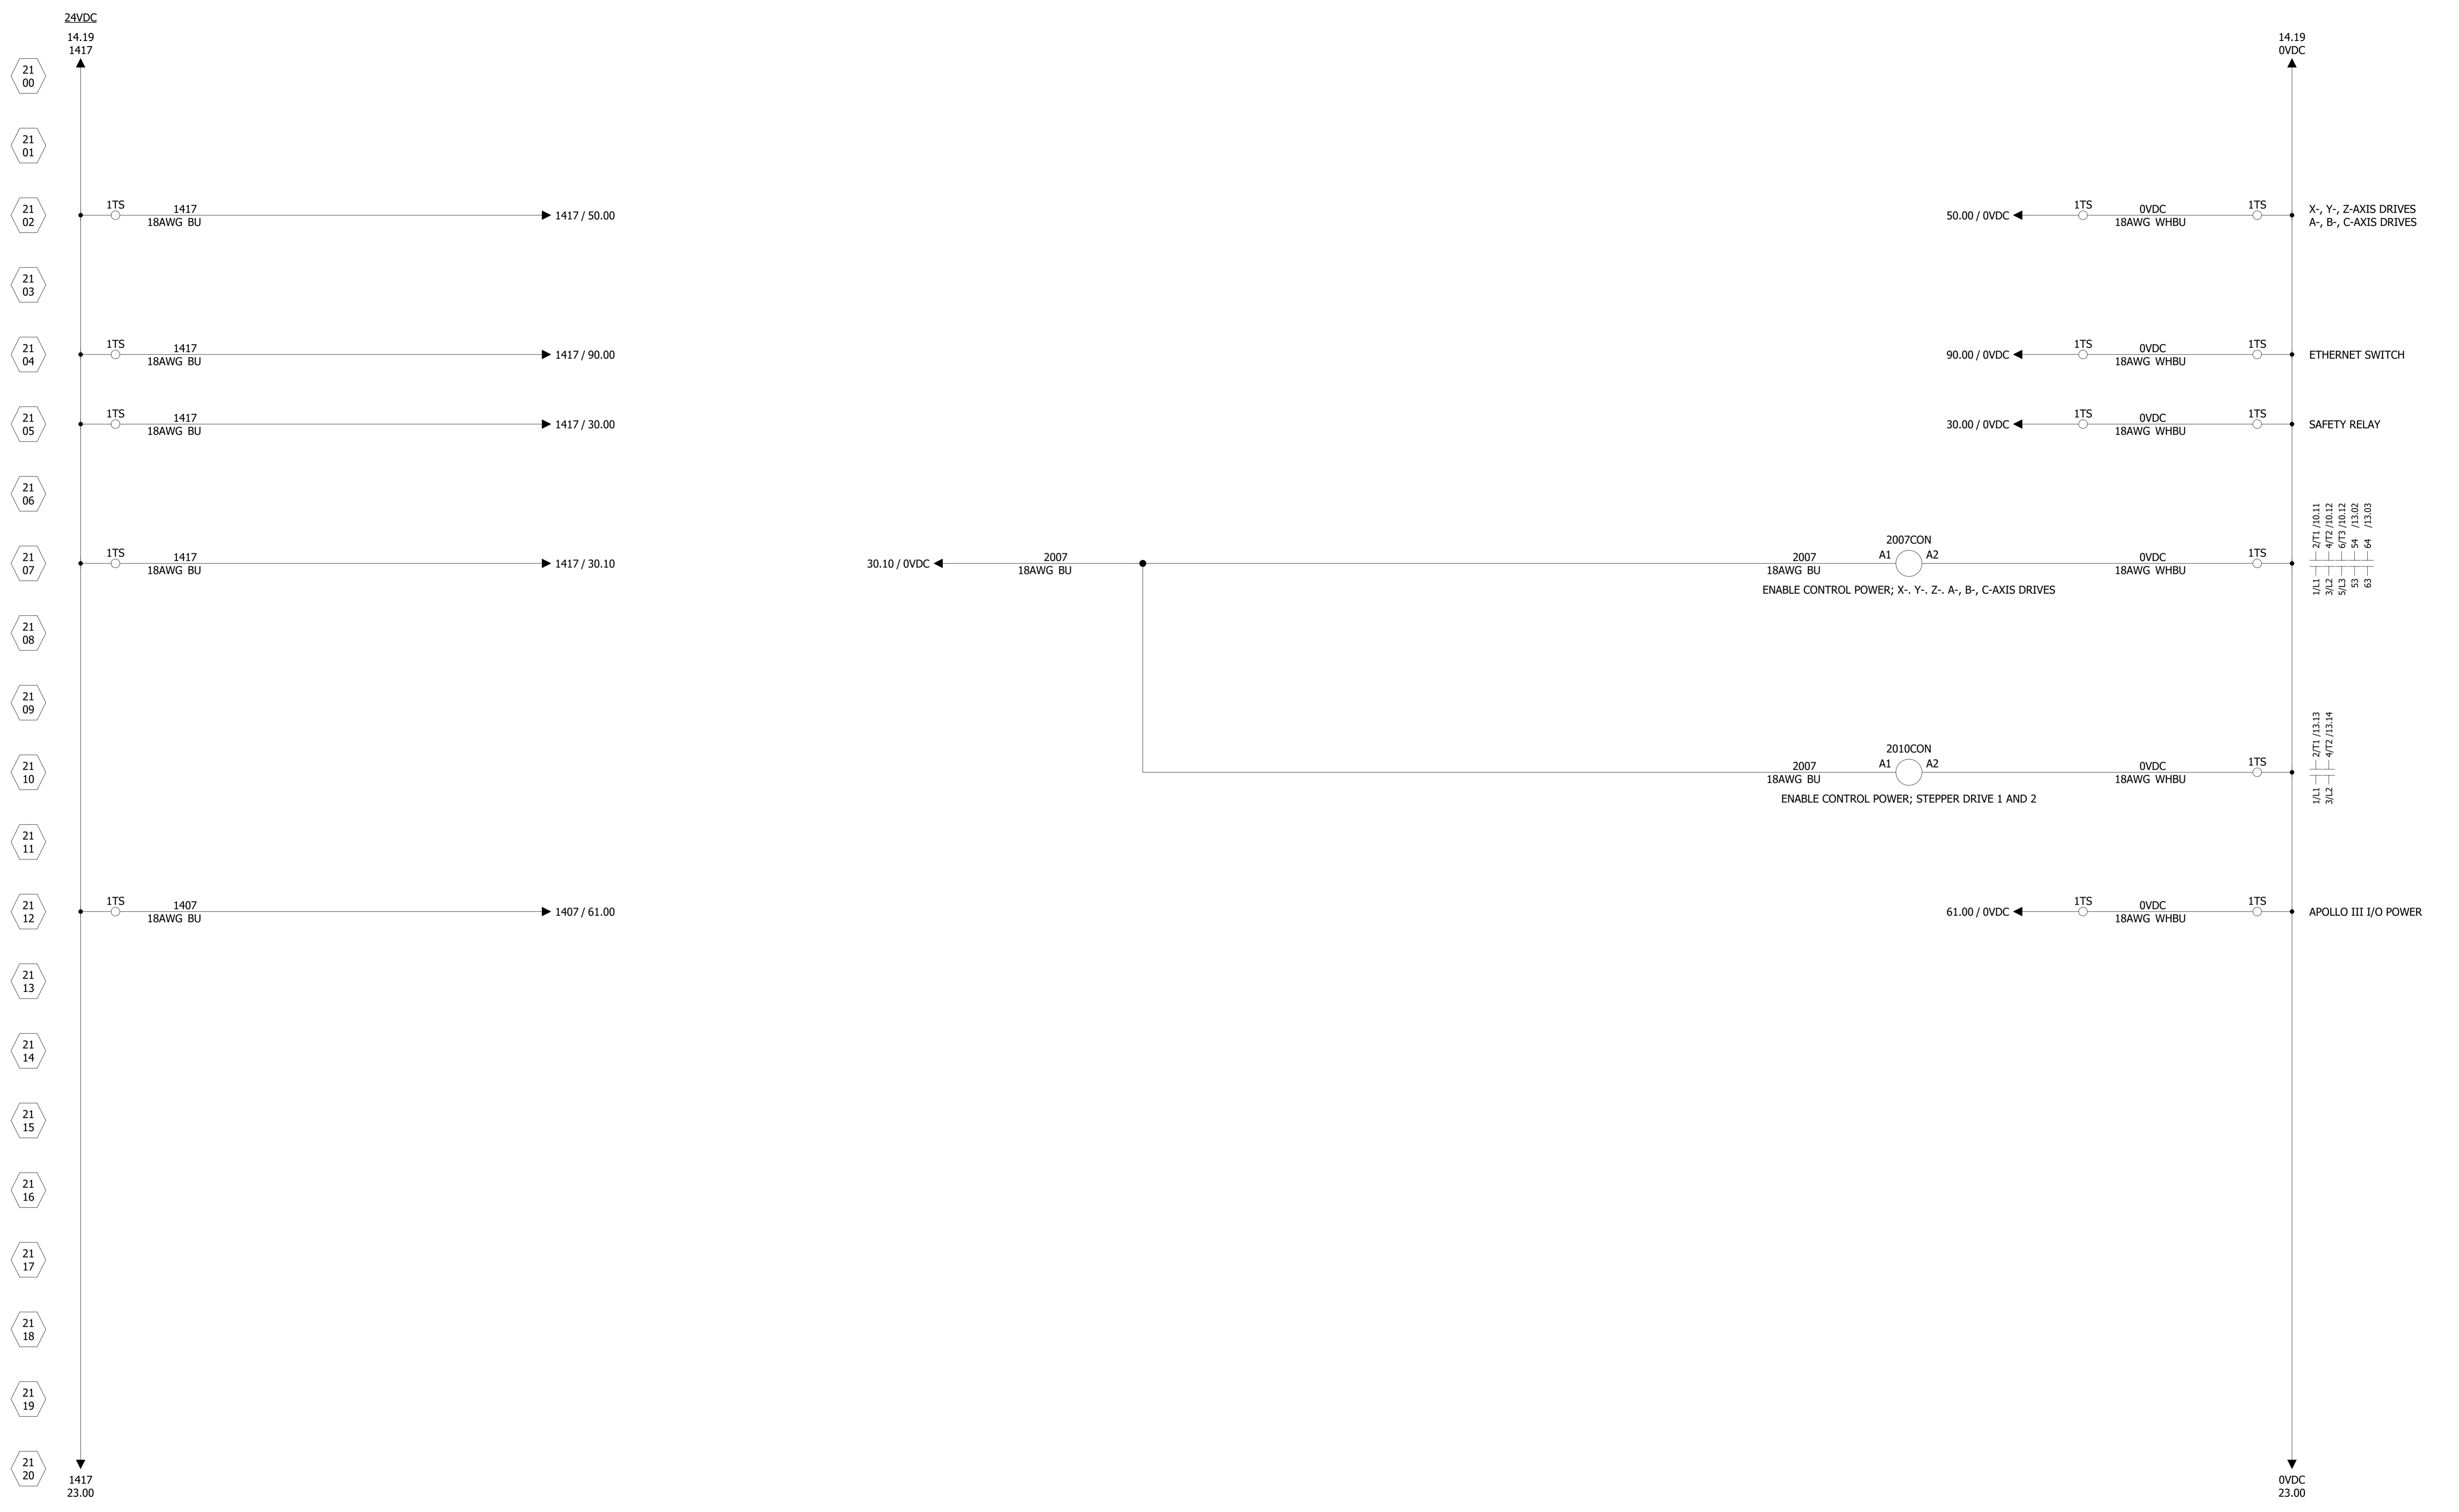 24VDC
14.19
1417
14.19
0VDC
21
00
21
01
21
02
1TS
1417
18AWG BU
1417 / 50.00
50.00 / 0VDC
1TS
0VDC
18AWG WHBU
1TS
X-, Y-, Z-AXIS DRIVES
A-, B-, C-AXIS DRIVES
21
03
21
04
1TS
1417
18AWG BU
1417 / 90.00
90.00 / 0VDC
1TS
0VDC
18AWG WHBU
1TS
ETHERNET SWITCH
21
05
1TS
1417
18AWG BU
1417 / 30.00
30.00 / 0VDC
1TS
0VDC
18AWG WHBU
1TS
SAFETY RELAY
21
06
21
07
1TS
1417
18AWG BU
1417 / 30.10
30.10 / 0VDC
2007
18AWG BU
2007
18AWG BU
2007CON
A1
A2
ENABLE CONTROL POWER; X-. Y-. Z-. A-, B-, C-AXIS DRIVES
0VDC
18AWG WHBU
1TS
1/L1 2/T1 /10.11
3/L2 4/T2 /10.12
5/L3 6/T3 /10.12
53 54 /13.02
63 64 /13.03
21
08
21
09
21
10
2007
18AWG BU
2010CON
A1
A2
ENABLE CONTROL POWER; STEPPER DRIVE 1 AND 2
0VDC
18AWG WHBU
1TS
1/L1 2/T1 /13.13
3/L2 4/T2 /13.14
21
11
21
12
1TS
1407
18AWG BU
1407 / 61.00
61.00 / 0VDC
1TS
0VDC
18AWG WHBU
1TS
APOLLO III I/O POWER
21
13
21
14
21
15
21
16
21
17
21
18
21
19
21
20
1417
23.00
0VDC
23.00